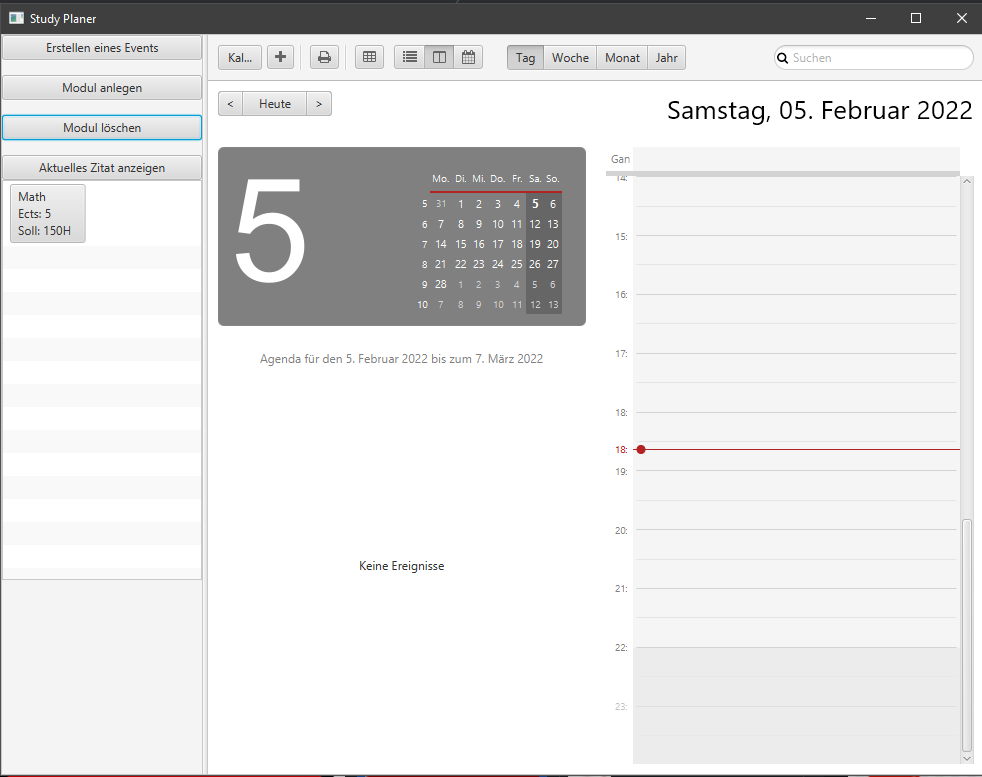 Study Planer
Erstellen eines Events
Modul anlegen
Modul löschen
Aktuelles Zitat anzeigen
Math
Ects: 5
Soll: 150H
Kal...
Tag Woche Monat Jahr
Suchen
< Heute >
Samstag, 05. Februar 2022
5
Mo. Di. Mi. Do. Fr. Sa. So.
5 31 1 2 3 4 5 6
6 7 8 9 10 11 12 13
7 14 15 16 17 18 19 20
8 21 22 23 24 25 26 27
9 28 1 2 3 4 5 6
10 7 8 9 10 11 12 13
Agenda für den 5. Februar 2022 bis zum 7. März 2022
Keine Ereignisse
Gan
14:
15:
16:
17:
18:
18:
19:
20:
21:
22:
23: